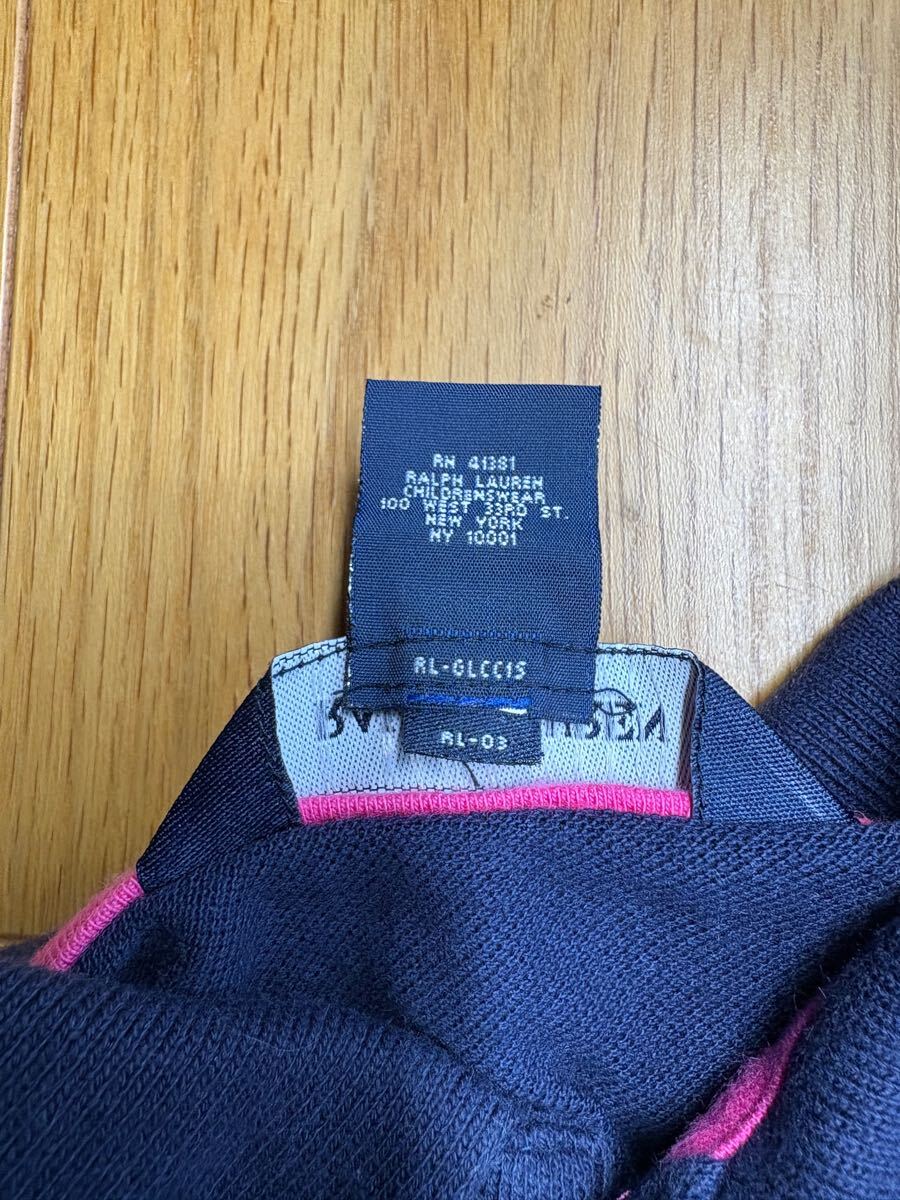 RN 41381
RALPH LAUREN
CHILDRENSWEAR
100 WEST 33RD ST.
NEW YORK
NY 10001
RL-GLCC15
RL-03